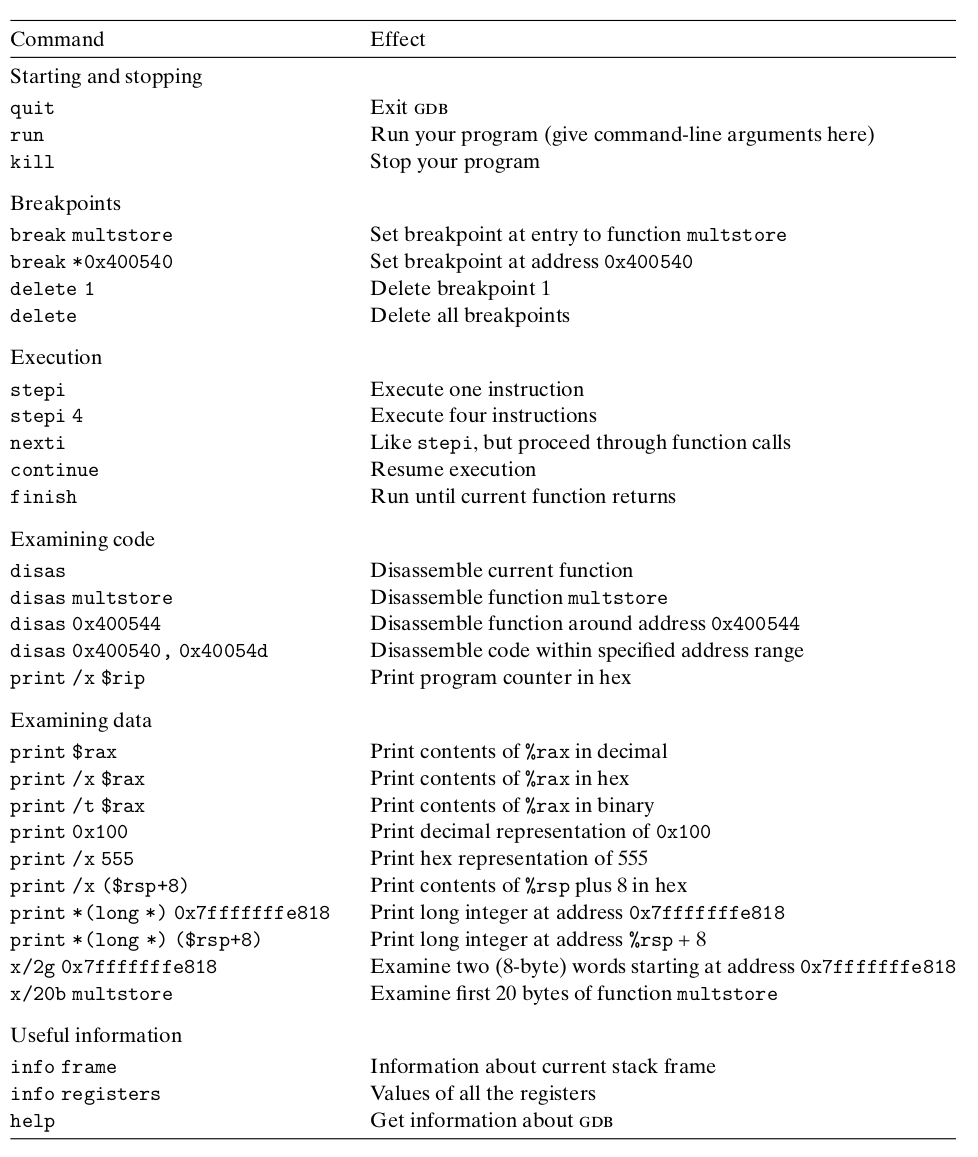 Command Effect
Starting and stopping
quit Exit GDB
run Run your program (give command-line arguments here)
kill Stop your program
Breakpoints
break multstore Set breakpoint at entry to function multstore
break *0x400540 Set breakpoint at address 0x400540
delete 1 Delete breakpoint 1
delete Delete all breakpoints
Execution
stepi Execute one instruction
stepi 4 Execute four instructions
nexti Like stepi, but proceed through function calls
continue Resume execution
finish Run until current function returns
Examining code
disas Disassemble current function
disas multstore Disassemble function multstore
disas 0x400544 Disassemble function around address 0x400544
disas 0x400540, 0x40054d Disassemble code within specified address range
print /x $rip Print program counter in hex
Examining data
print $rax Print contents of %rax in decimal
print /x $rax Print contents of %rax in hex
print /t $rax Print contents of %rax in binary
print 0x100 Print decimal representation of 0x100
print /x 555 Print hex representation of 555
print /x ($rsp+8) Print contents of %rsp plus 8 in hex
print *(long *) 0x7fffffffe818 Print long integer at address 0x7fffffffe818
print *(long *) ($rsp+8) Print long integer at address %rsp + 8
x/2g 0x7fffffffe818 Examine two (8-byte) words starting at address 0x7fffffffe818
x/20b multstore Examine first 20 bytes of function multstore
Useful information
info frame Information about current stack frame
info registers Values of all the registers
help Get information about GDB